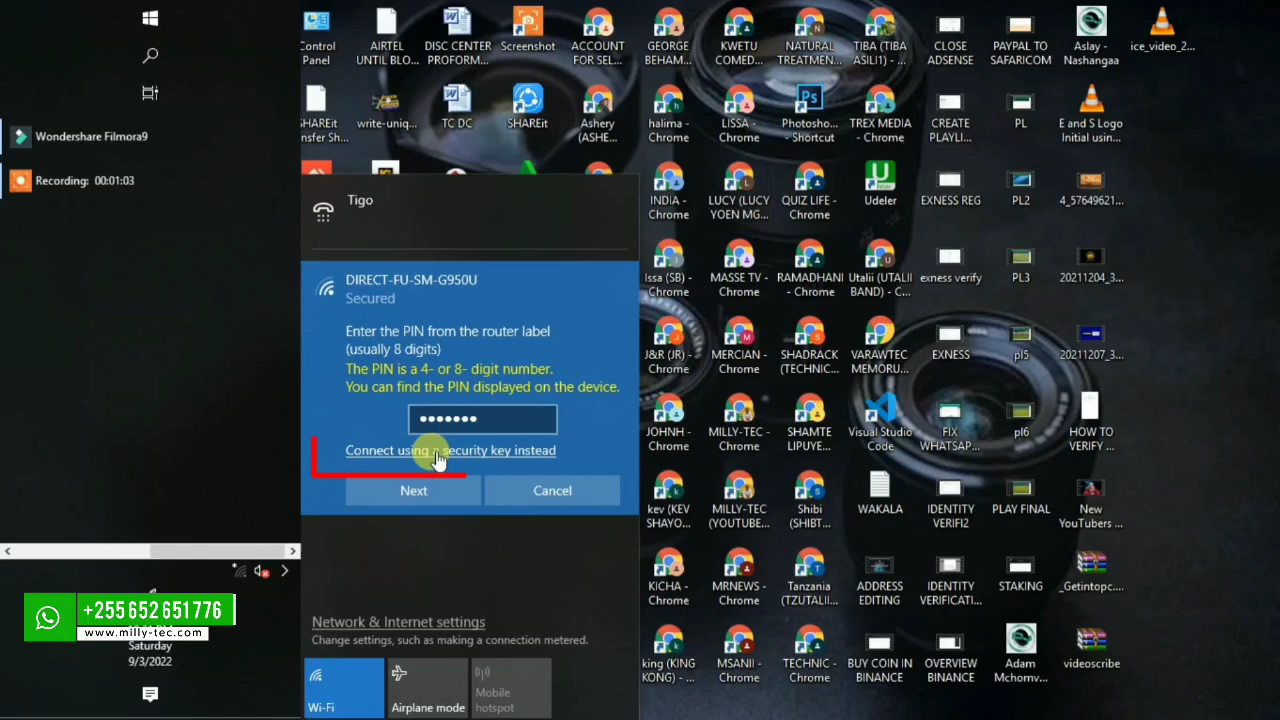 Wondershare Filmora9
Recording: 00:01:03
Control
Panel
AIRTEL
UNTIL BLO...
DISC CENTER
PROFORM...
Screenshot
ACCOUNT
FOR SEL...
GEORGE
BEHAM...
KWETU
COMED...
NATURAL
TREATMEN...
TIBA (TIBA
ASILI1) - ...
CLOSE
ADSENSE
PAYPAL TO
SAFARICOM
Aslay -
Nashangaa
ice_video_2...
SHAREit
nsfer Sh...
write-uniq...
TC DC
SHAREit
Ashery
(ASHE...
halima -
Chrome
LISSA -
Chrome
Photosho...
- Shortcut
TREX MEDIA
- Chrome
CREATE
PLAYLI...
PL
E and S Logo
Initial using...
INDIA -
Chrome
LUCY (LUCY
YOEN MG...
QUIZ LIFE -
Chrome
Udeler
EXNESS REG
PL2
4_57649621...
Issa (SB) -
Chrome
MASSE TV -
Chrome
RAMADHANI
- Chrome
Utalii (UTALII
BAND) - C...
exness verify
PL3
20211204_3...
J&R (JR) -
Chrome
MERCIAN -
Chrome
SHADRACK
(TECHNIC...
VARAWTEC
MEMORU...
EXNESS
pl5
20211207_3...
JOHNH -
Chrome
MILLY-TEC
- Chrome
SHAMTE
LIPUYE...
Visual Studio
Code
FIX
WHATSAP...
pl6
HOW TO
VERIFY ...
kev (KEV
SHAYO...
MILLY-TEC
(YOUTUBE...
Shibi
(SHIBT...
WAKALA
IDENTITY
VERIFI2
PLAY FINAL
New
YouTubers ...
KICHA -
Chrome
MRNEWS -
Chrome
Tanzania
(TZUTALII...
ADDRESS
EDITING
IDENTITY
VERIFICATI...
STAKING
_Getintopc...
king (KING
KONG) - ...
MSANII -
Chrome
TECHNIC -
Chrome
BUY COIN IN
BINANCE
OVERVIEW
BINANCE
Adam
Mchomv...
videoscribe
Tigo
DIRECT-FU-SM-G950U
Secured
Enter the PIN from the router label
(usually 8 digits)
The PIN is a 4- or 8- digit number.
You can find the PIN displayed on the device.
Connect using a security key instead
Next
Cancel
Network & Internet settings
Change settings, such as making a connection metered.
Wi-Fi
Airplane mode
Mobile
hotspot
+255 652 651 776
www.milly-tec.com
Saturday
9/3/2022